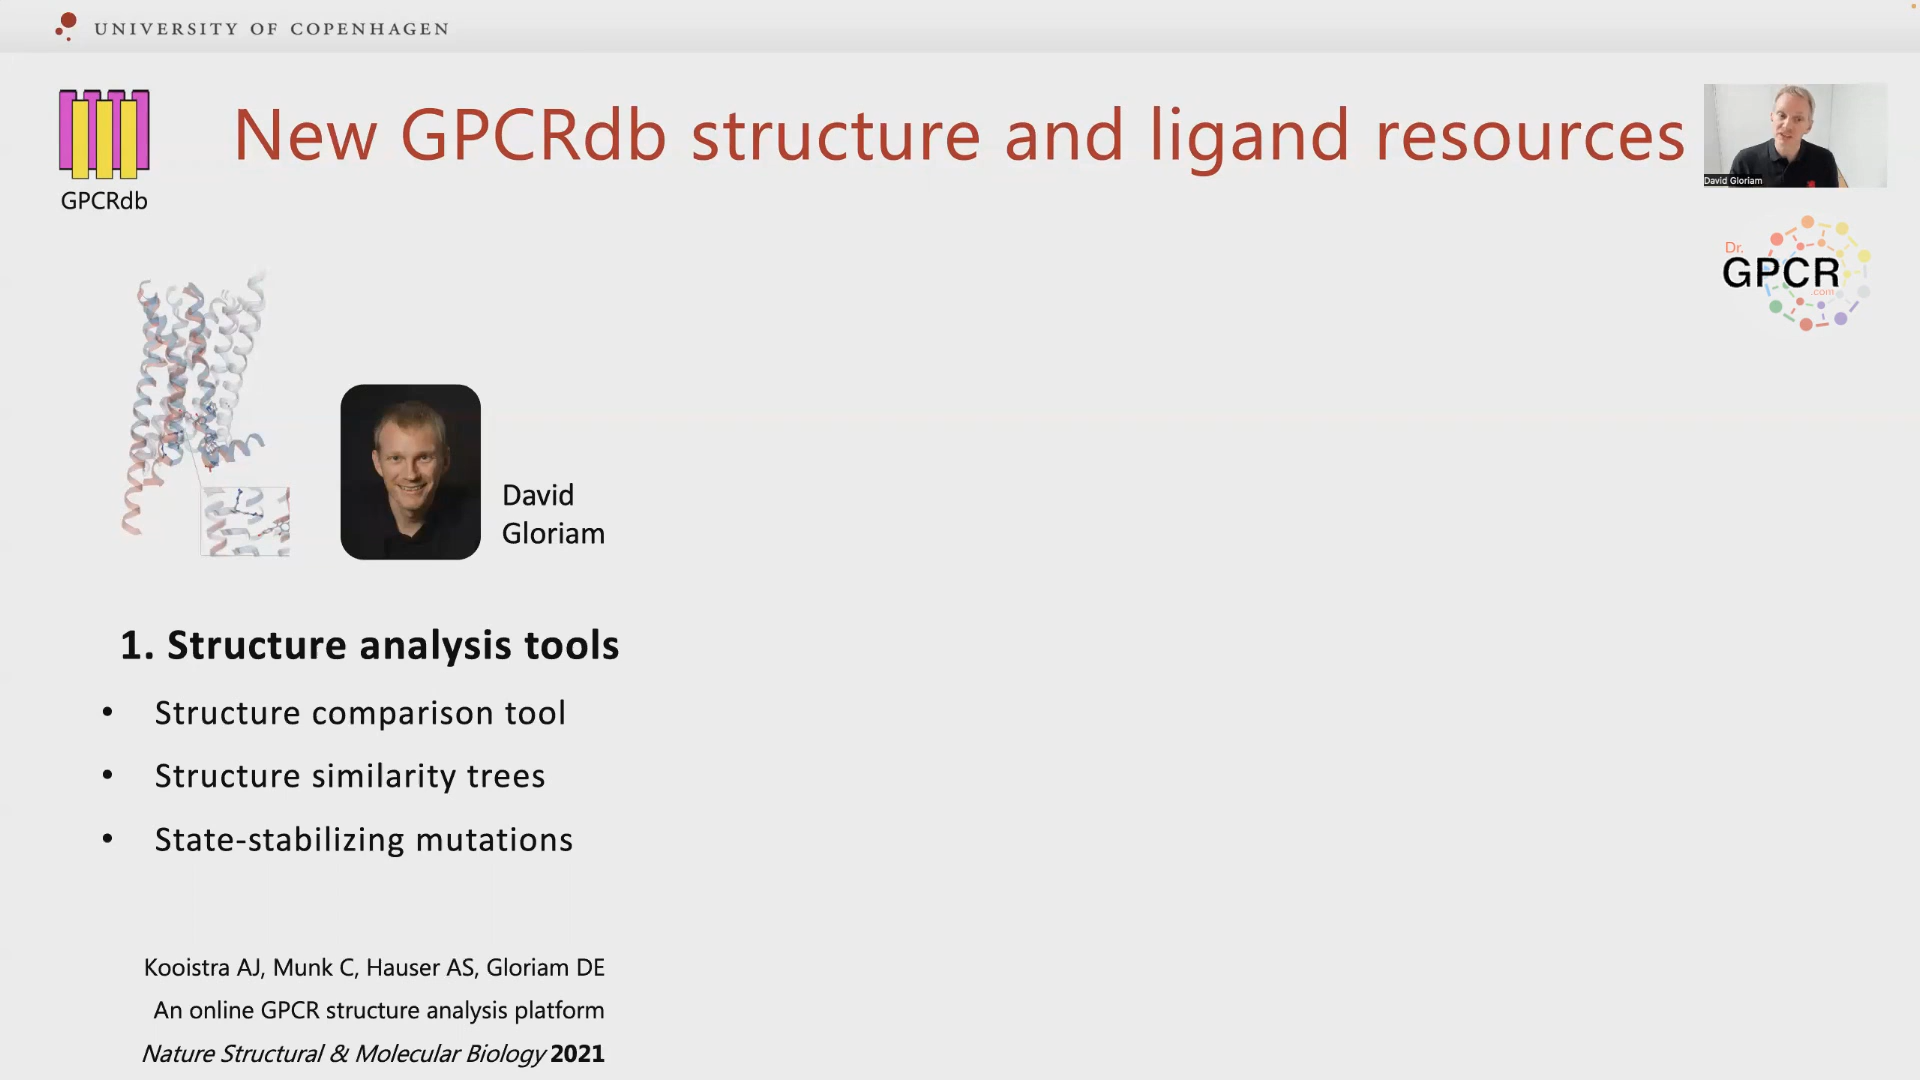 UNIVERSITY OF COPENHAGEN
New GPCRdb structure and ligand resources
GPCRdb
David Gloriam
Dr.
GPCR
.com
David
Gloriam
1. Structure analysis tools
• Structure comparison tool
• Structure similarity trees
• State-stabilizing mutations
Kooistra AJ, Munk C, Hauser AS, Gloriam DE
An online GPCR structure analysis platform
Nature Structural & Molecular Biology 2021